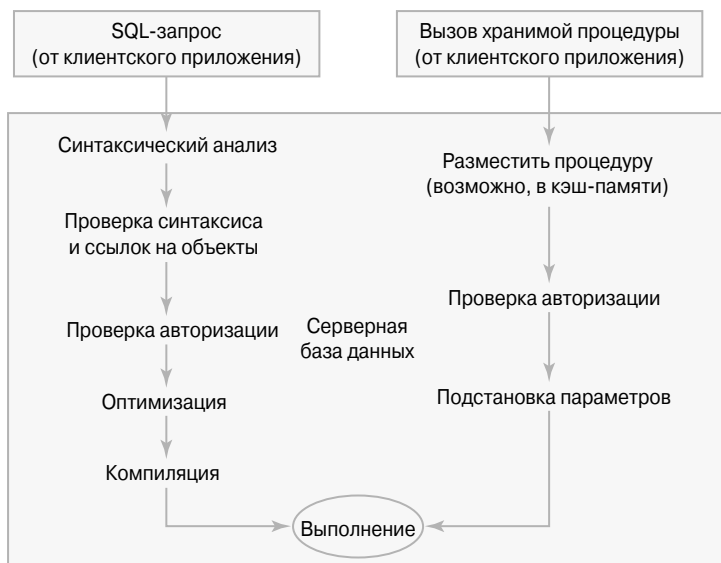 SQL-запрос
(от клиентского приложения)
Вызов хранимой процедуры
(от клиентского приложения)
Синтаксический анализ
Проверка синтаксиса
и ссылок на объекты
Проверка авторизации
Оптимизация
Компиляция
Серверная
база данных
Разместить процедуру
(возможно, в кэш-памяти)
Проверка авторизации
Подстановка параметров
Выполнение